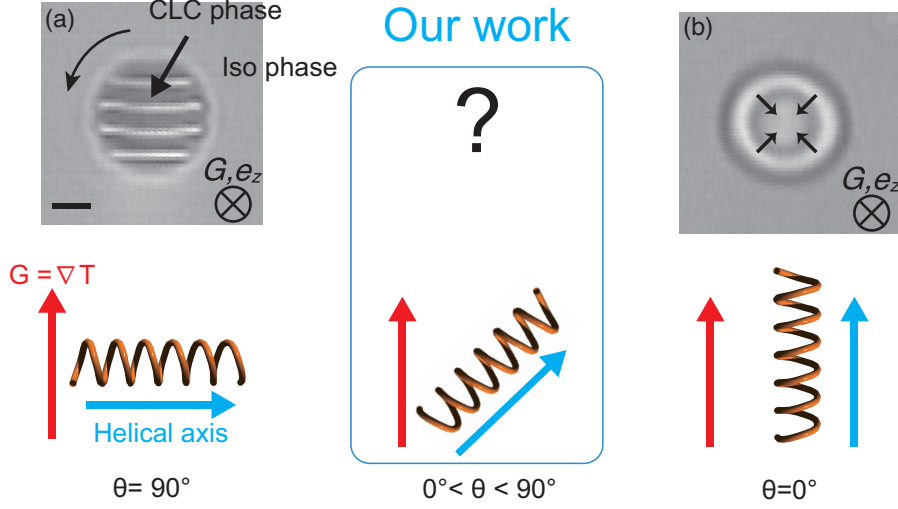 (a)
CLC phase
Iso phase
G,e_z
G = ∇ T
Helical axis
θ= 90°
Our work
?
0°< θ < 90°
(b)
G,e_z
θ=0°